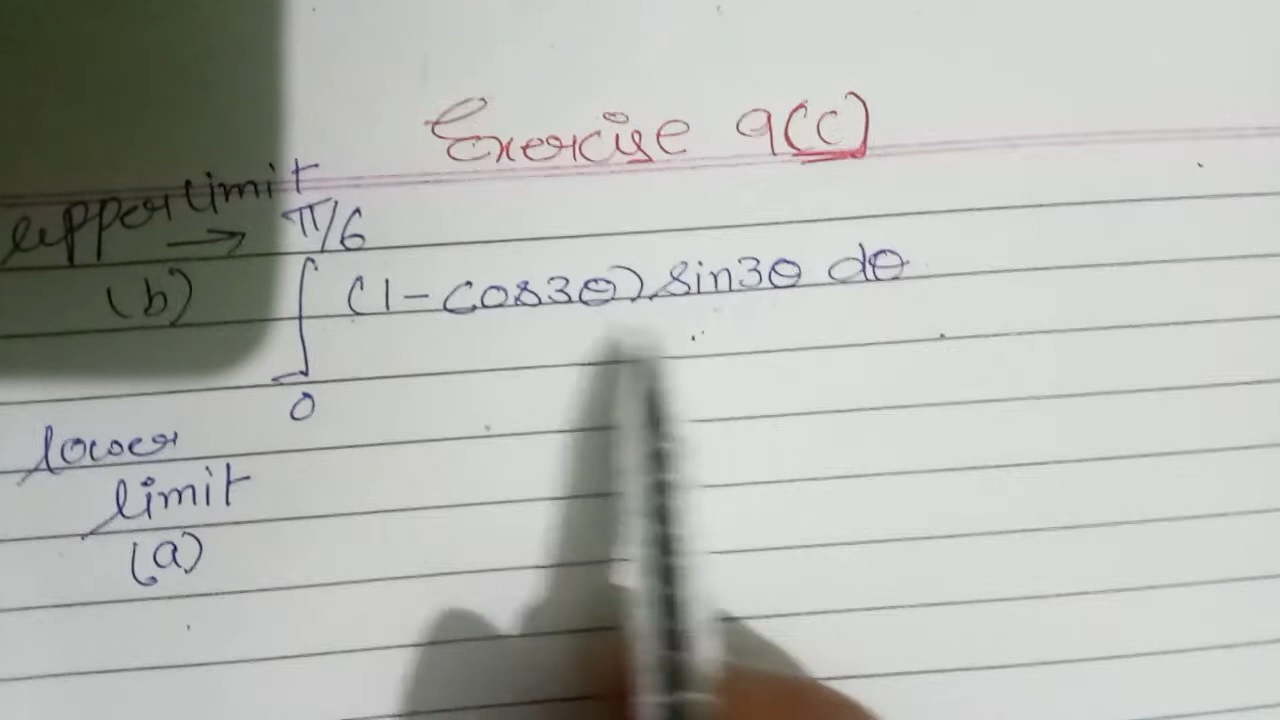 Exercise 9(c)
upper limit
→ π/6
(b) ∫ (1 - cos3θ) sin3θ dθ
0
lower
limit
(a)